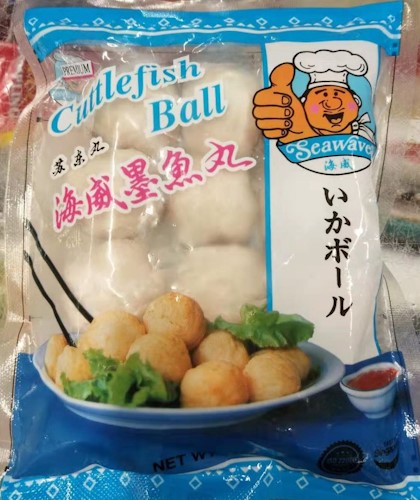 PREMIUM
Cuttlefish
Ball
苏东丸
海威墨魚丸
Seawaves
海威
いかボール
NET W